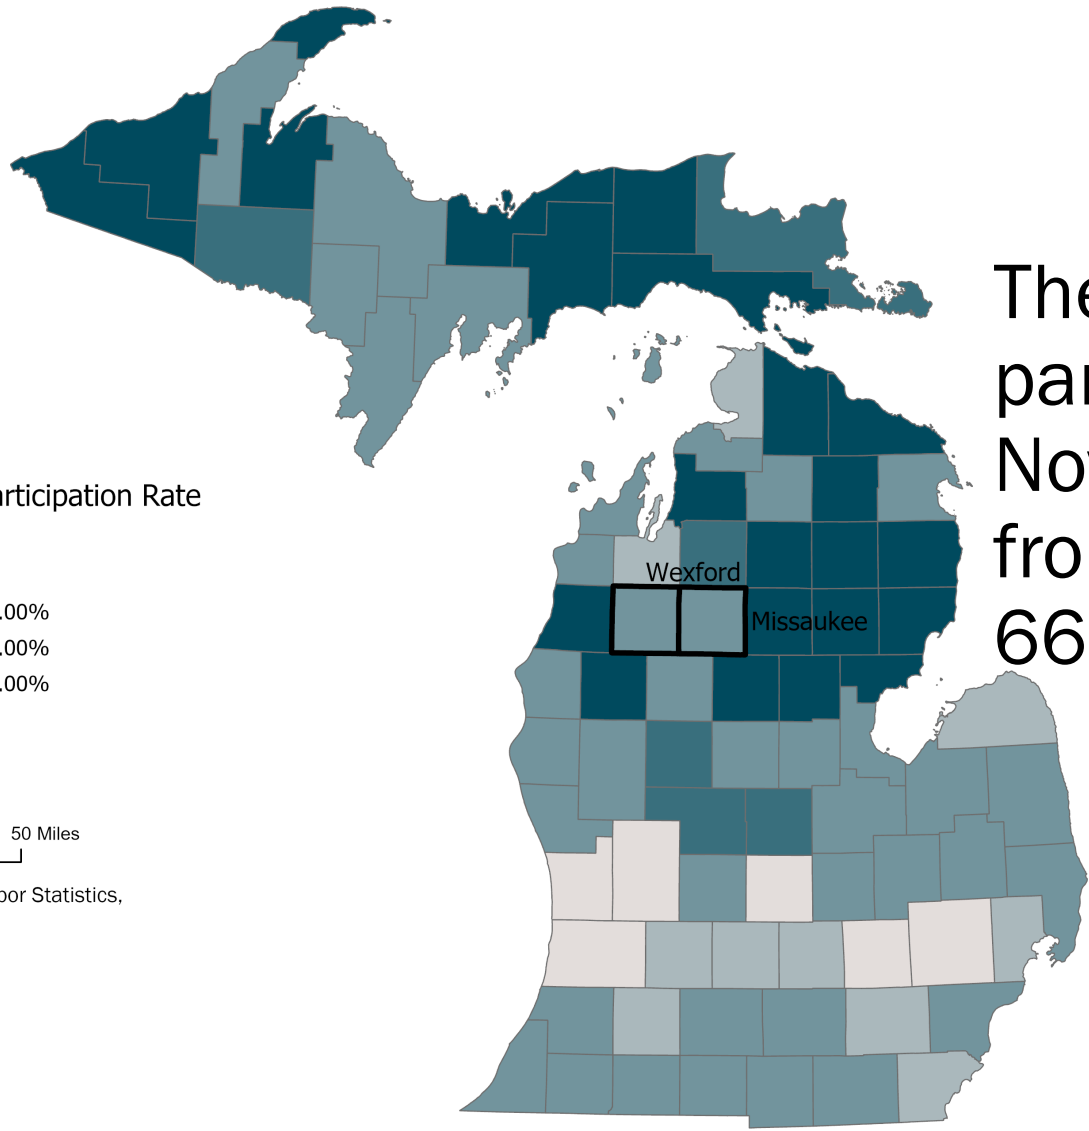 The
par
Nov
fro
66
articipation Rate
.00%
.00%
.00%
50 Miles
bor Statistics,
Wexford
Missaukee